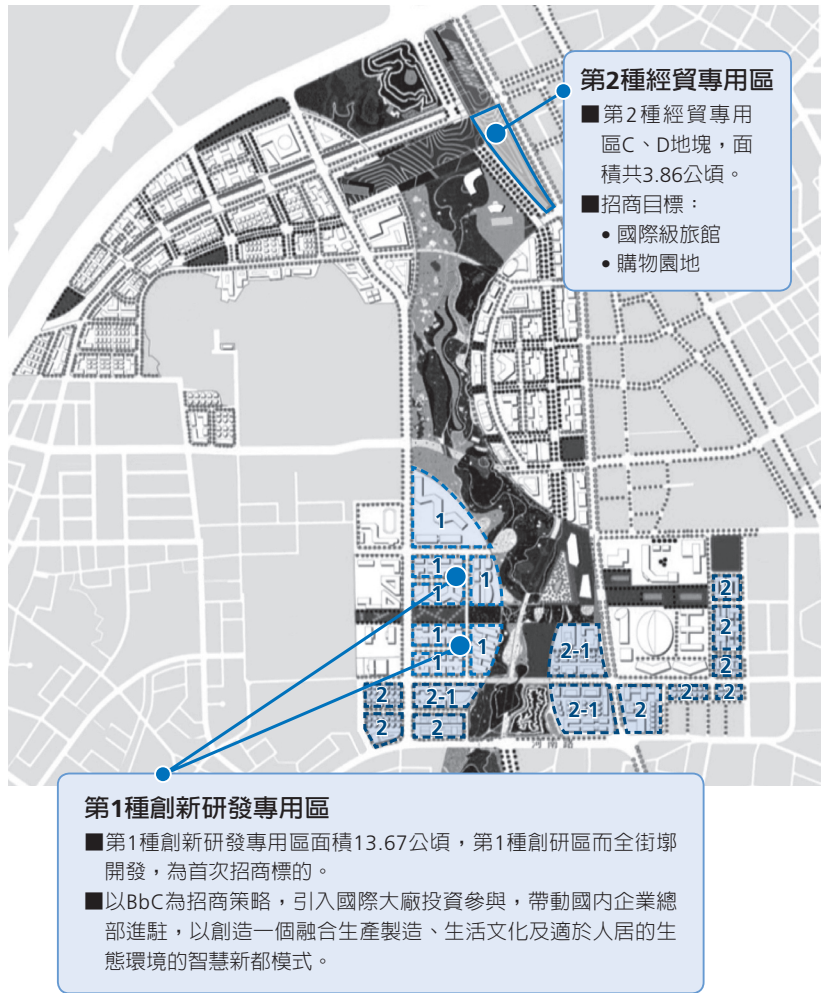 第2種經貿專用區
■第2種經貿專用
區C、D地塊，面
積共3.86公頃。
■招商目標：
• 國際級旅館
• 購物園地
1
1
1
1
1
1
1
2
2
2
2-1
2
2
2-1
2
2
2-1
2-1
2
2
2
河南路
第1種創新研發專用區
■第1種創新研發專用區面積13.67公頃，第1種創研區而全街廓
開發，為首次招商標的。
■以BbC為招商策略，引入國際大廠投資參與，帶動國內企業總
部進駐，以創造一個融合生產製造、生活文化及適於人居的生
態環境的智慧新都模式。